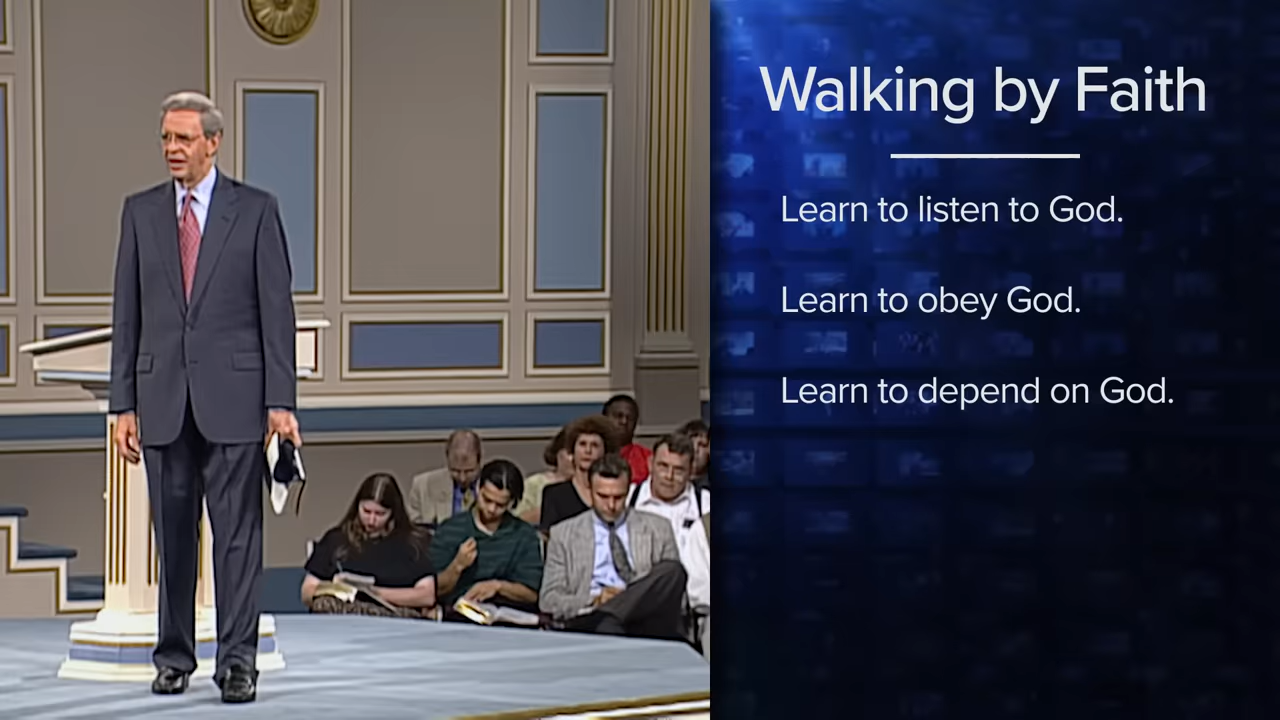 Walking by Faith
Learn to listen to God.
Learn to obey God.
Learn to depend on God.